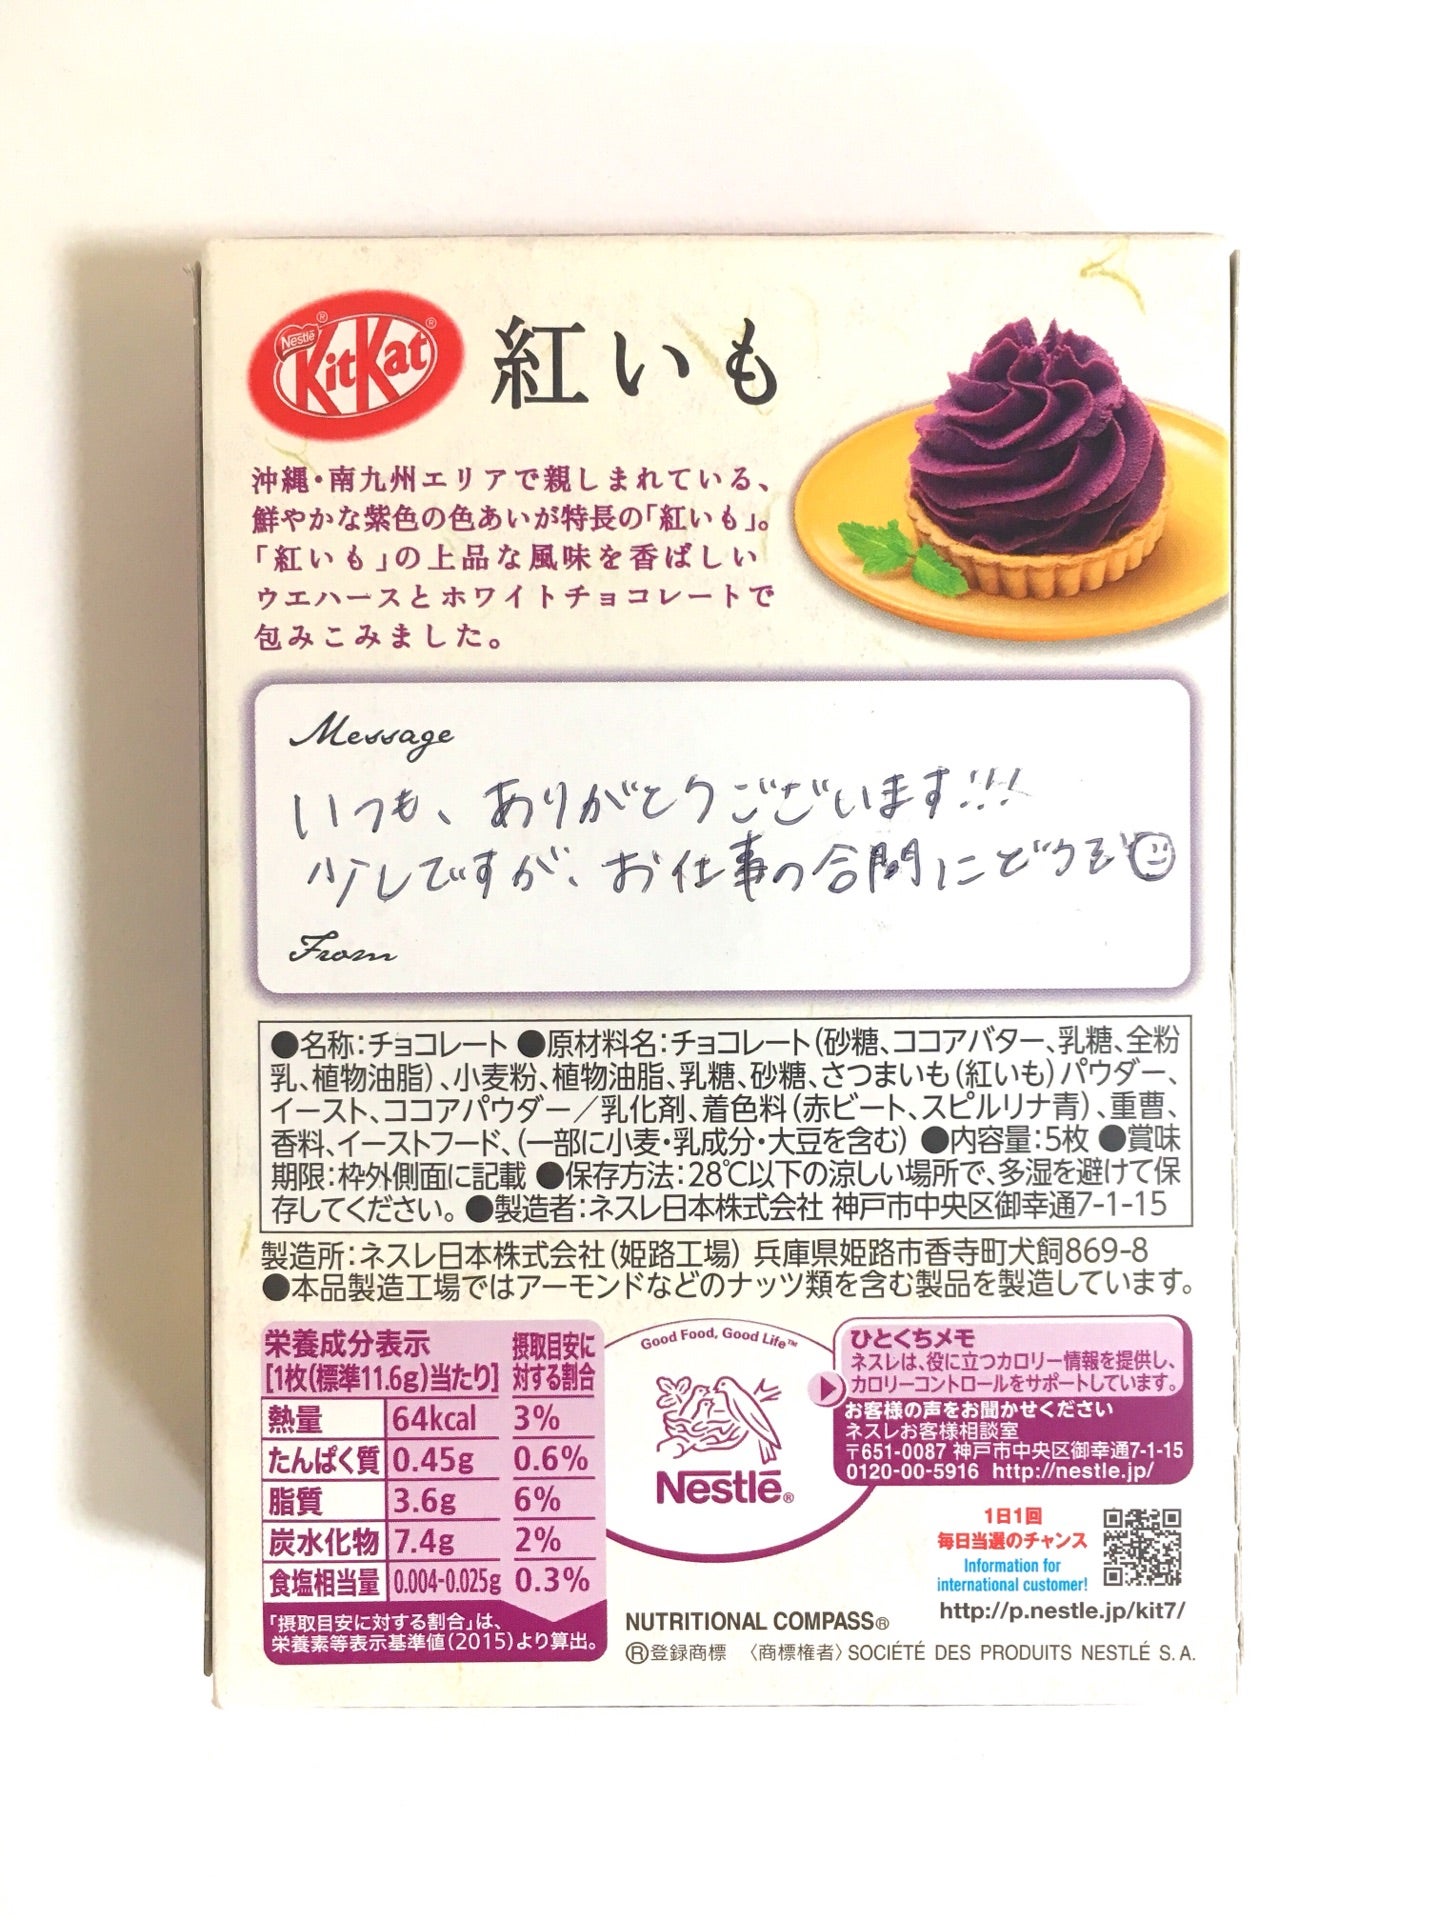 Nestlé® KitKat® 紅いも
沖縄・南九州エリアで親しまれている、
鮮やかな紫色の色あいが特長の「紅いも」。
「紅いも」の上品な風味を香ばしい
ウエハースとホワイトチョコレートで
包みこみました。
Message
いつも、ありがとうございます!!!
少しですが、お仕事の合間にどうぞ☺
From
●名称：チョコレート ●原材料名：チョコレート（砂糖、ココアバター、乳糖、全粉
乳、植物油脂）、小麦粉、植物油脂、乳糖、砂糖、さつまいも（紅いも）パウダー、
イースト、ココアパウダー／乳化剤、着色料（赤ビート、スピルリナ青）、重曹、
香料、イーストフード、（一部に小麦・乳成分・大豆を含む） ●内容量：5枚 ●賞味
期限：枠外側面に記載 ●保存方法：28℃以下の涼しい場所で、多湿を避けて保
存してください。 ●製造者：ネスレ日本株式会社 神戸市中央区御幸通7-1-15
製造所：ネスレ日本株式会社（姫路工場） 兵庫県姫路市香寺町犬飼869-8
●本品製造工場ではアーモンドなどのナッツ類を含む製品を製造しています。
栄養成分表示 摂取目安に
[1枚(標準11.6g)当たり] 対する割合
熱量 64kcal 3%
たんぱく質 0.45g 0.6%
脂質 3.6g 6%
炭水化物 7.4g 2%
食塩相当量 0.004-0.025g 0.3%
「摂取目安に対する割合」は、
栄養素等表示基準値(2015)より算出。
Good Food, Good Life™
Nestlé®
ひとくちメモ
ネスレは、役に立つカロリー情報を提供し、
カロリーコントロールをサポートしています。
お客様の声をお聞かせください
ネスレお客様相談室
〒651-0087 神戸市中央区御幸通7-1-15
0120-00-5916 http://nestle.jp/
1日1回
毎日当選のチャンス
Information for
international customer!
http://p.nestle.jp/kit7/
NUTRITIONAL COMPASS®
®登録商標 〈商標権者〉SOCIÉTÉ DES PRODUITS NESTLÉ S.A.